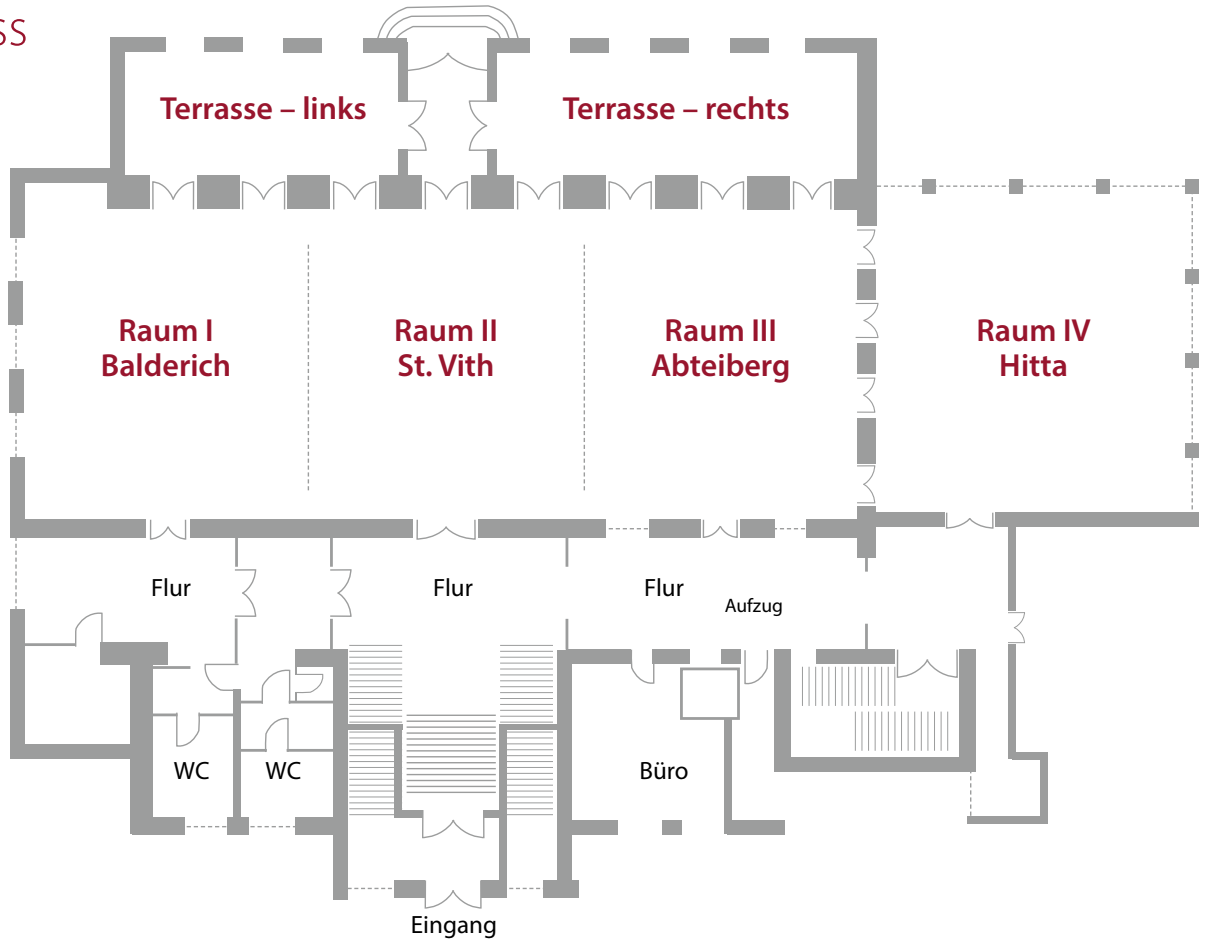 SS
Terrasse – links
Terrasse – rechts
Raum I
Balderich
Raum II
St. Vith
Raum III
Abteiberg
Raum IV
Hitta
Flur
Flur
Flur
Aufzug
WC
WC
Büro
Eingang